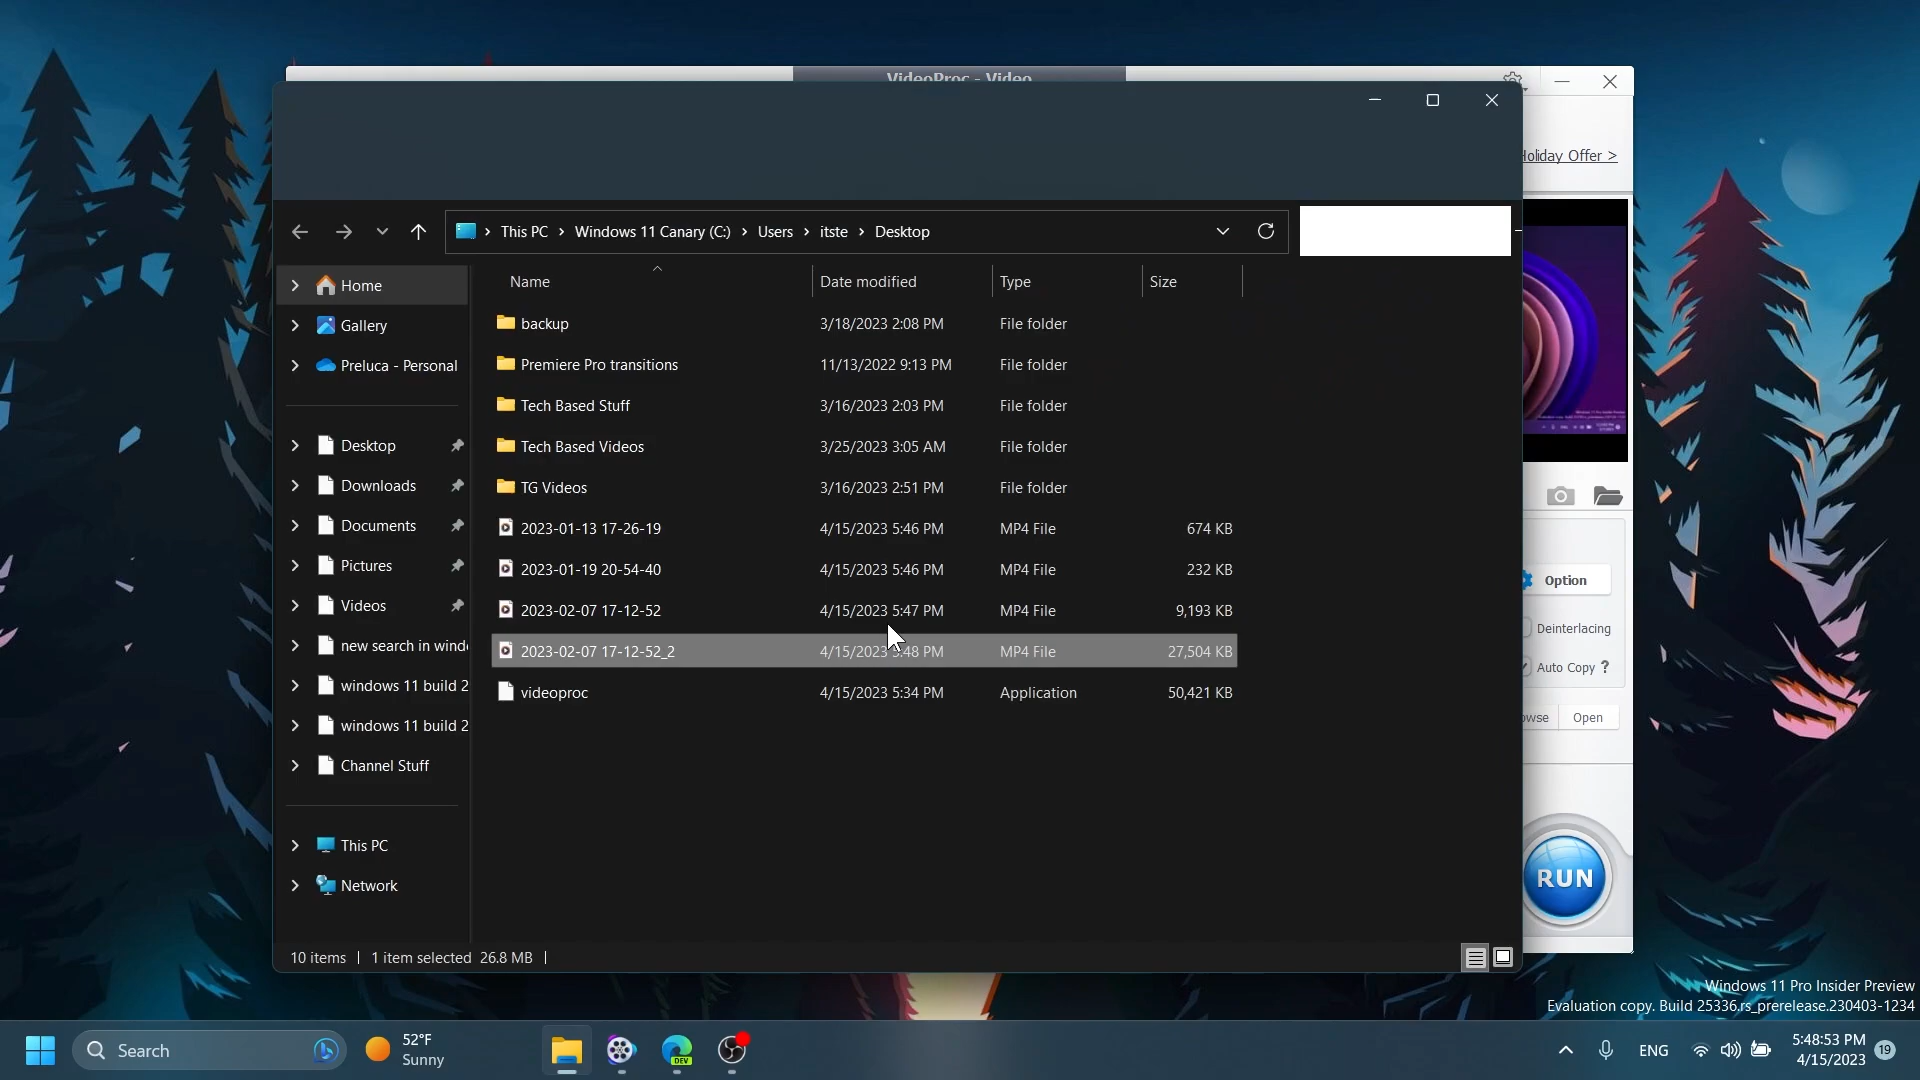 VideoProc - Video
Holiday Offer >
This PC > Windows 11 Canary (C:) > Users > itste > Desktop
Home
Gallery
Preluca - Personal
Desktop
Downloads
Documents
Pictures
Videos
new search in wind
windows 11 build 2
windows 11 build 2
Channel Stuff
This PC
Network
Name Date modified Type Size
backup 3/18/2023 2:08 PM File folder
Premiere Pro transitions 11/13/2022 9:13 PM File folder
Tech Based Stuff 3/16/2023 2:03 PM File folder
Tech Based Videos 3/25/2023 3:05 AM File folder
TG Videos 3/16/2023 2:51 PM File folder
2023-01-13 17-26-19 4/15/2023 5:46 PM MP4 File 674 KB
2023-01-19 20-54-40 4/15/2023 5:46 PM MP4 File 232 KB
2023-02-07 17-12-52 4/15/2023 5:47 PM MP4 File 9,193 KB
2023-02-07 17-12-52_2 4/15/2023 5:48 PM MP4 File 27,504 KB
videoproc 4/15/2023 5:34 PM Application 50,421 KB
10 items | 1 item selected 26.8 MB |
Option
Deinterlacing
Auto Copy ?
owse Open
RUN
Windows 11 Pro Insider Preview
Evaluation copy. Build 25336.rs_prerelease.230403-1234
Search
52°F
Sunny
DEV
ENG
5:48:53 PM
4/15/2023
19